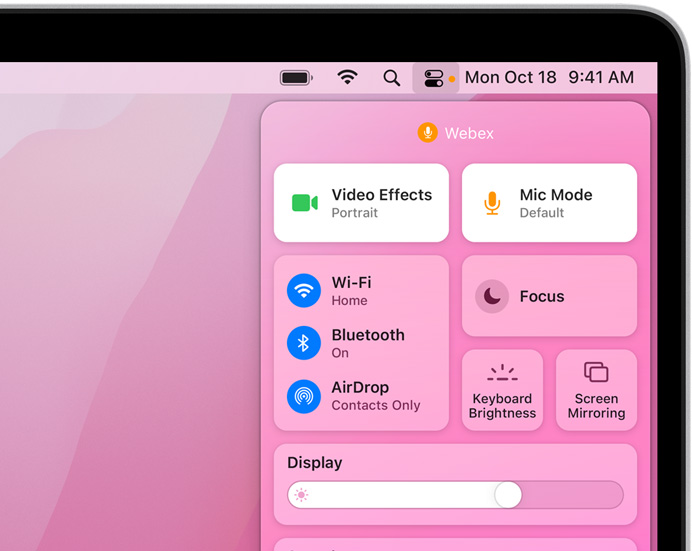 Mon Oct 18 9:41 AM
Webex
Video Effects
Portrait
Mic Mode
Default
Wi-Fi
Home
Focus
Bluetooth
On
AirDrop
Contacts Only
Keyboard
Brightness
Screen
Mirroring
Display